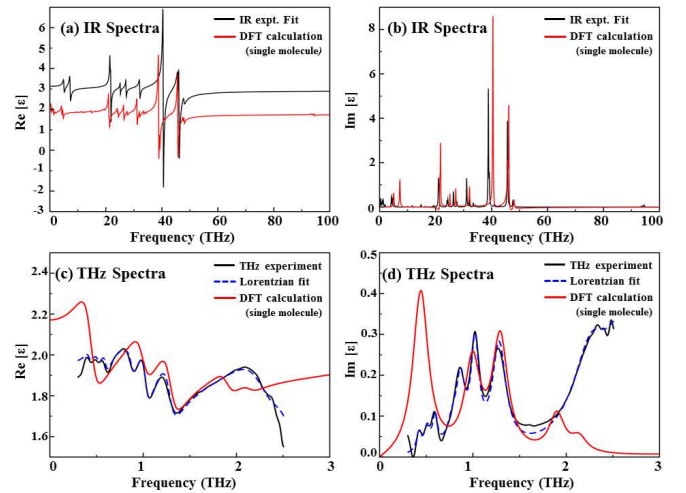 (a) IR Spectra
IR expt. Fit
DFT calculation
(single molecule)
6
5
4
3
2
1
0
-1
-2
-3
Re [ε]
0 20 40 60 80 100
Frequency (THz)
(b)
IR expt. Fit
DFT calculation
(single molecule)
8
6
4
2
0
Im [ε]
0 20 40 60 80 100
Frequency (THz)
(c) THz Spectra
THz experiment
Lorentzian fit
DFT calculation
(single molecule)
2.4
2.2
2.0
1.8
1.6
Re [ε]
0 1 2 3
Frequency (THz)
(d) THz Spectra
THz experiment
Lorentzian fit
DFT calculation
(single molecule)
0.5
0.4
0.3
0.2
0.1
0.0
Im [ε]
0 1 2 3
Frequency (THz)